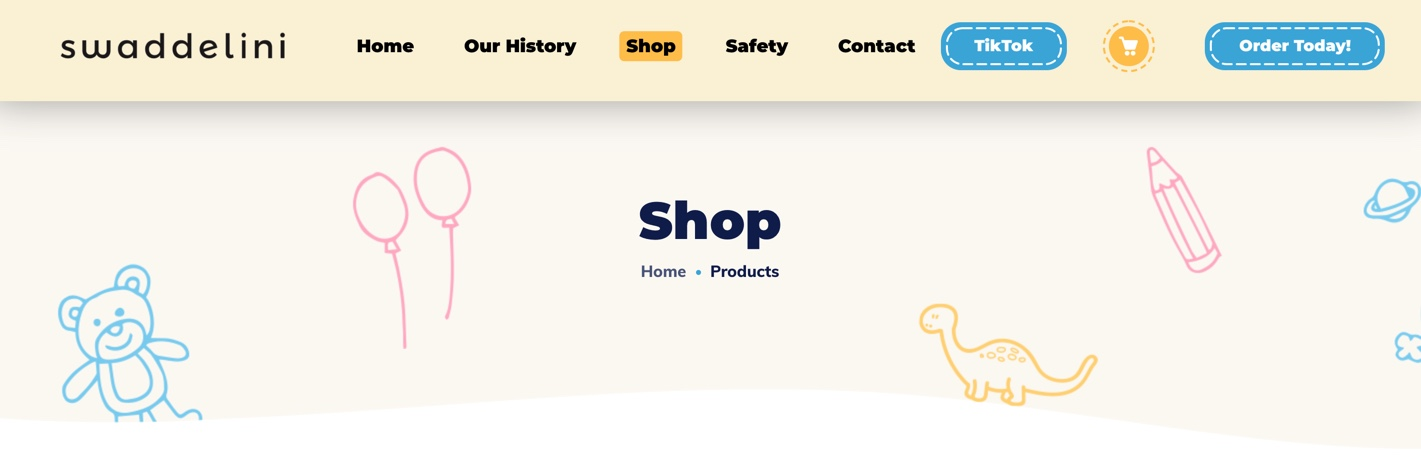 swaddelini Home Our History Shop Safety Contact TikTok Order Today!
Shop
Home • Products